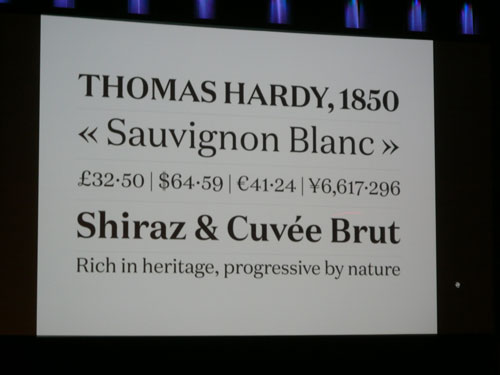 THOMAS HARDY, 1850
« Sauvignon Blanc »
£32·50 | $64·59 | €41·24 | ¥6,617·296
Shiraz & Cuvée Brut
Rich in heritage, progressive by nature